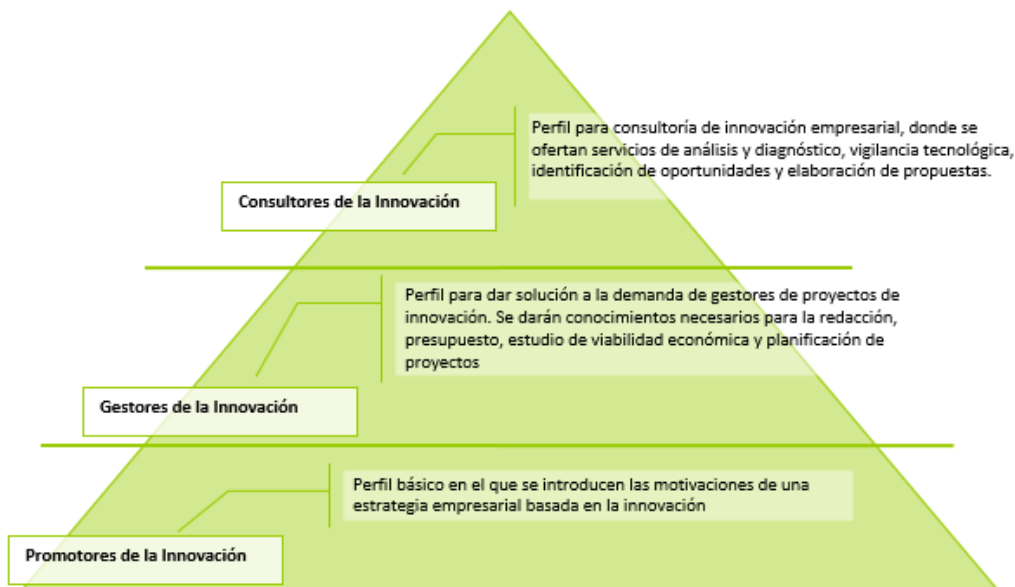 Perfil para consultoría de innovación empresarial, donde se
ofertan servicios de análisis y diagnóstico, vigilancia tecnológica,
identificación de oportunidades y elaboración de propuestas.
Consultores de la Innovación
Perfil para dar solución a la demanda de gestores de proyectos de
innovación. Se darán conocimientos necesarios para la redacción,
presupuesto, estudio de viabilidad económica y planificación de
proyectos
Gestores de la Innovación
Perfil básico en el que se introducen las motivaciones de una
estrategia empresarial basada en la innovación
Promotores de la Innovación